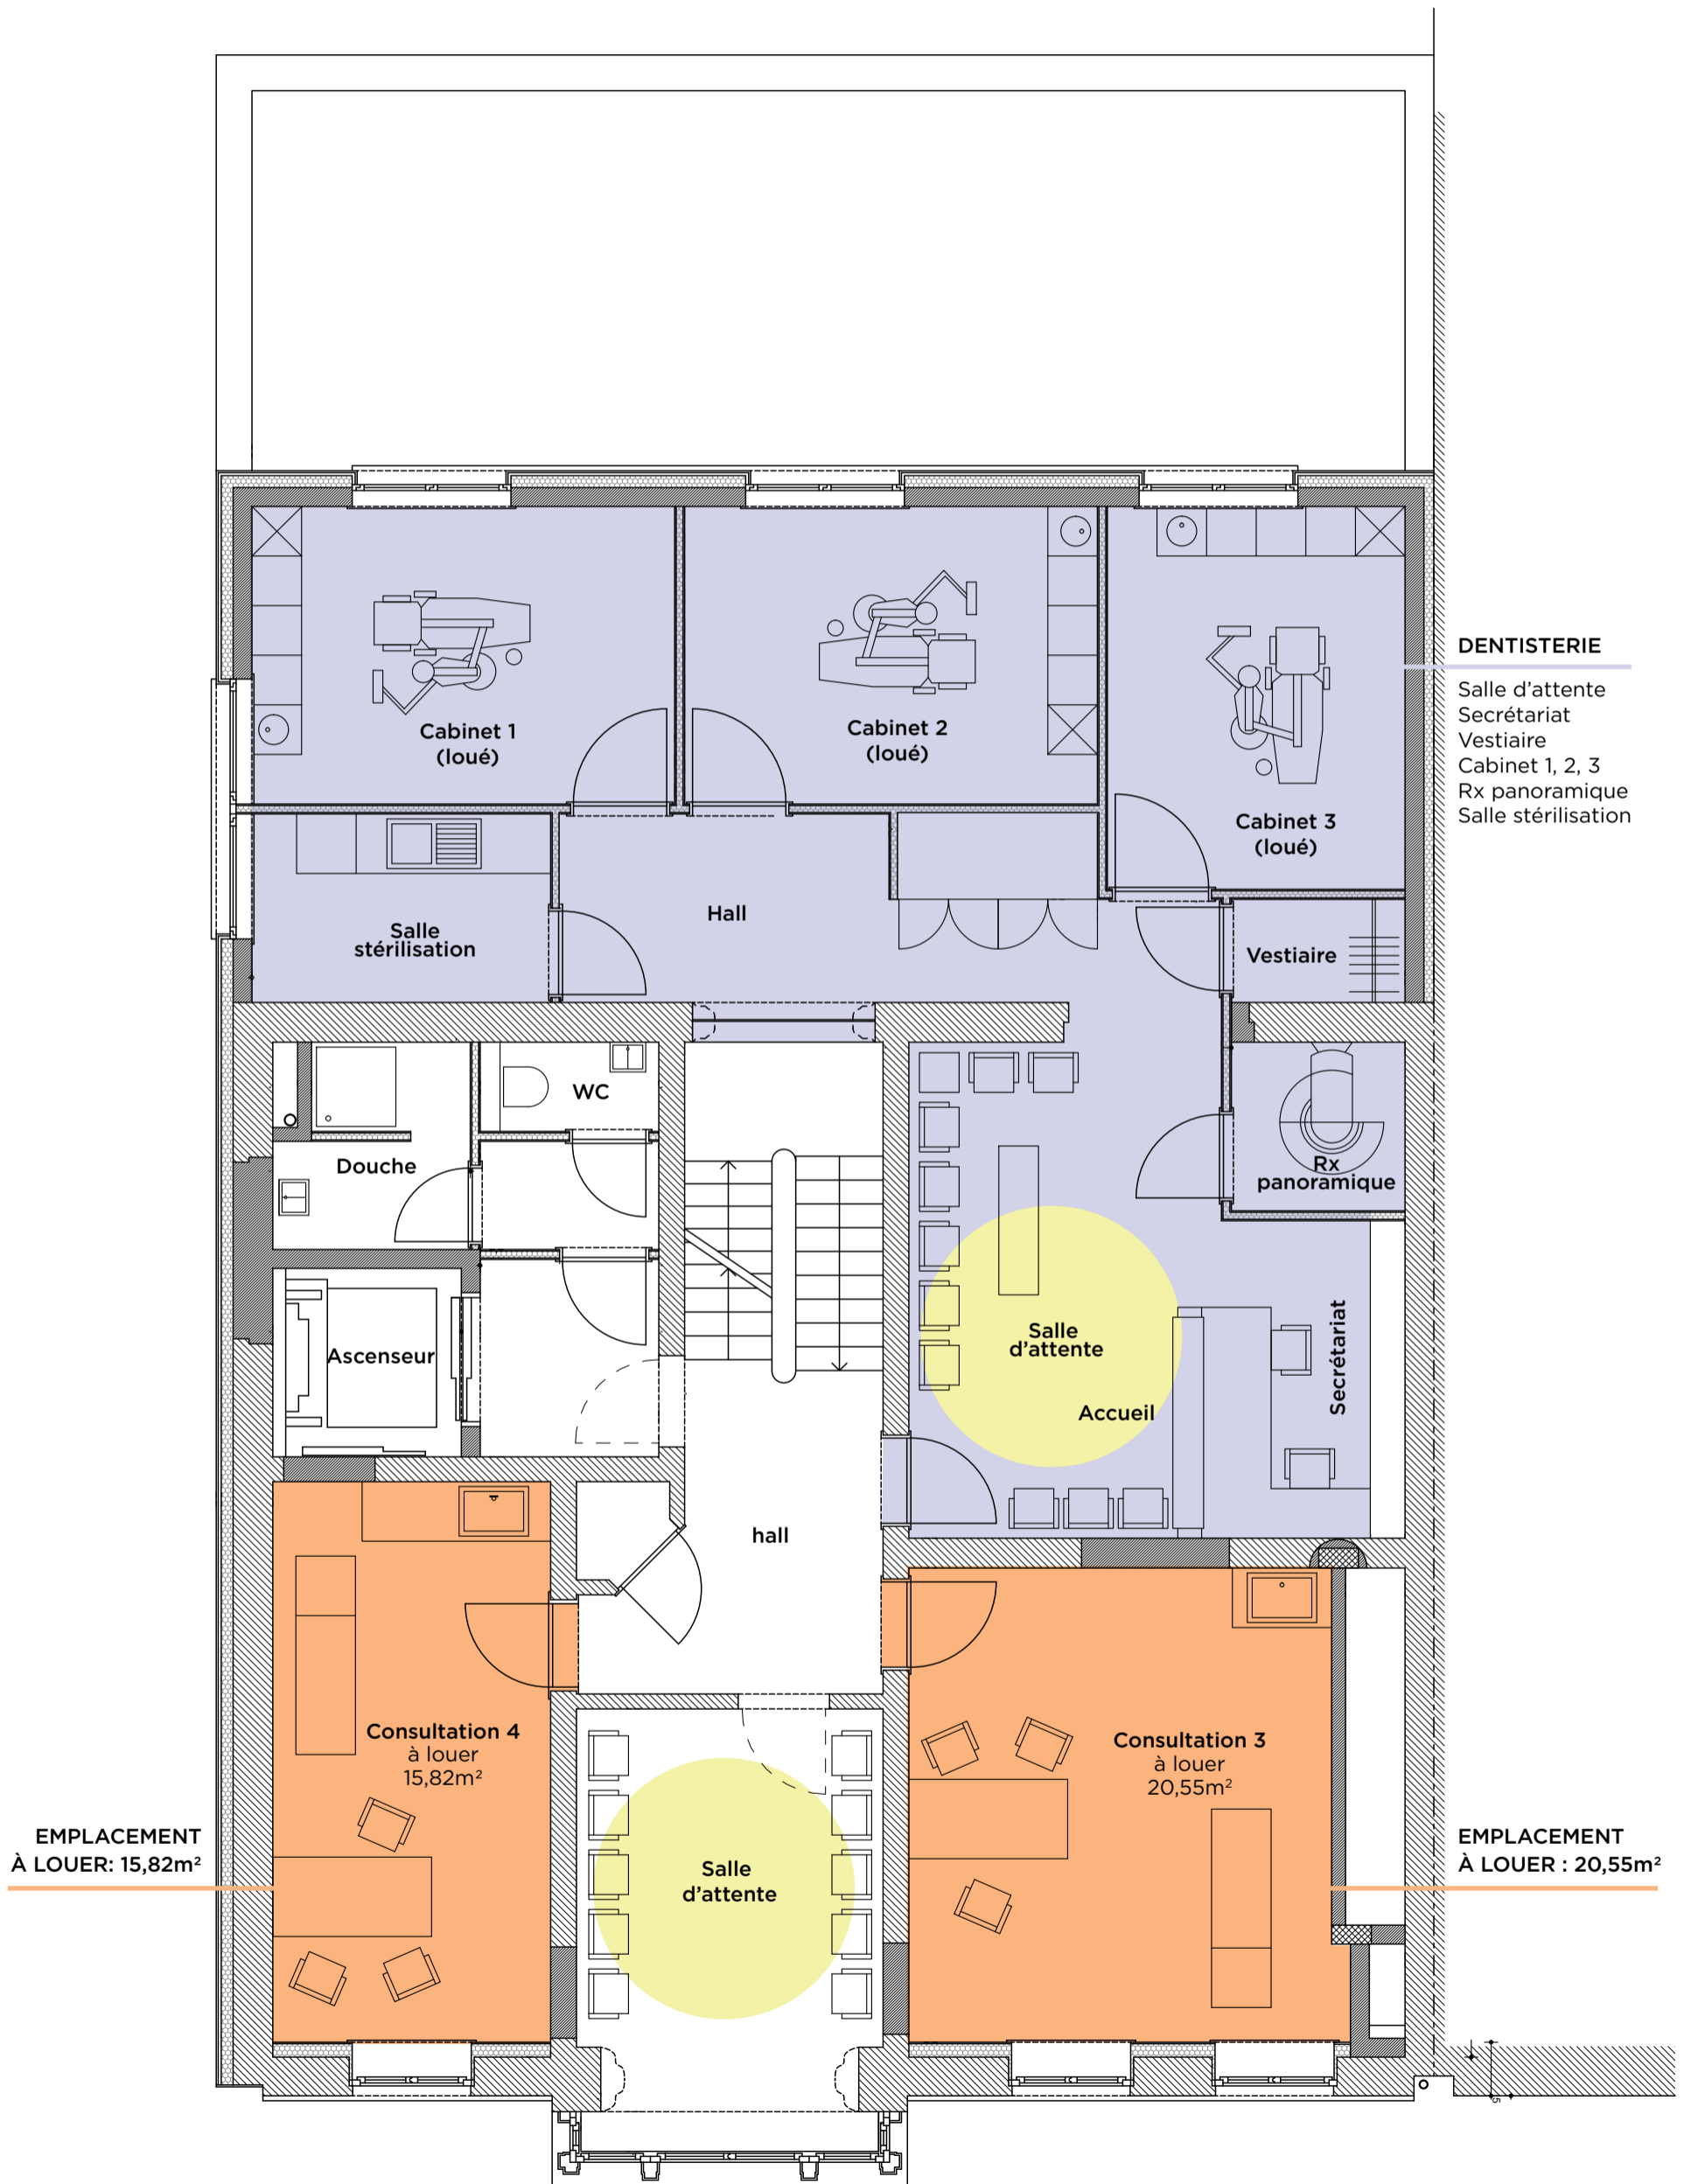 DENTISTERIE
Salle d'attente
Secrétariat
Vestiaire
Cabinet 1, 2, 3
Rx panoramique
Salle stérilisation
Cabinet 1
(loué)
Cabinet 2
(loué)
Cabinet 3
(loué)
Salle
stérilisation
Hall
Vestiaire
WC
Douche
Rx
panoramique
Ascenseur
Salle
d'attente
Accueil
Secrétariat
hall
Consultation 4
à louer
15,82m²
Consultation 3
à louer
20,55m²
EMPLACEMENT
À LOUER: 15,82m²
Salle
d'attente
EMPLACEMENT
À LOUER : 20,55m²